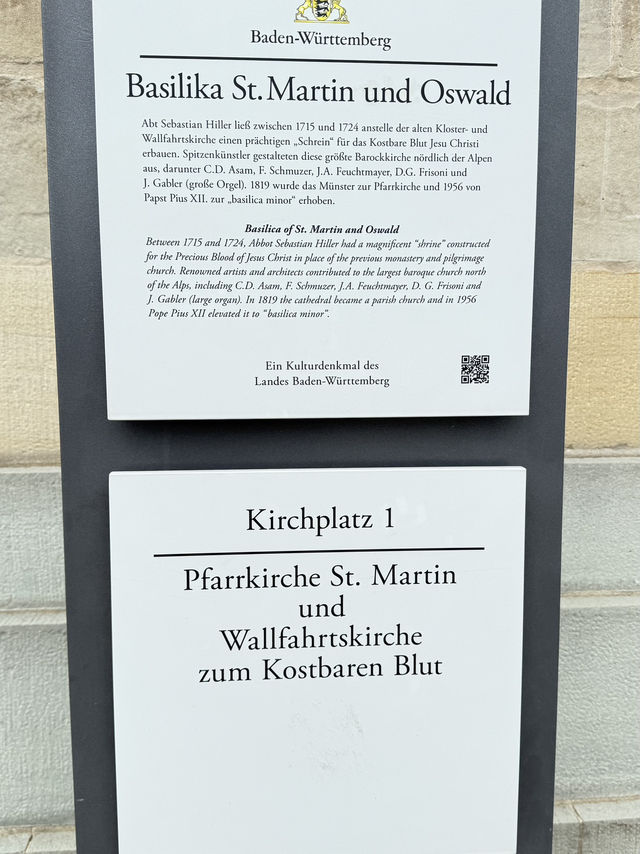 Baden-Württemberg
Basilika St. Martin und Oswald
Abt Sebastian Hiller ließ zwischen 1715 und 1724 anstelle der alten Kloster- und
Wallfahrtskirche einen prächtigen „Schrein“ für das Kostbare Blut Jesu Christi
erbauen. Spitzenkünstler gestalteten diese größte Barockkirche nördlich der Alpen
aus, darunter C.D. Asam, F. Schmuzer, J.A. Feuchtmayer, D.G. Frisoni und
J. Gabler (große Orgel). 1819 wurde das Münster zur Pfarrkirche und 1956 von
Papst Pius XII. zur „basilica minor“ erhoben.
Basilica of St. Martin and Oswald
Between 1715 and 1724, Abbot Sebastian Hiller had a magnificent “shrine” constructed
for the Precious Blood of Jesus Christ in place of the previous monastery and pilgrimage
church. Renowned artists and architects contributed to the largest baroque church north
of the Alps, including C.D. Asam, F. Schmuzer, J.A. Feuchtmayer, D. G. Frisoni and
J. Gabler (large organ). In 1819 the cathedral became a parish church and in 1956
Pope Pius XII elevated it to “basilica minor”.
Ein Kulturdenkmal des
Landes Baden-Württemberg
Kirchplatz 1
Pfarrkirche St. Martin
und
Wallfahrtskirche
zum Kostbaren Blut